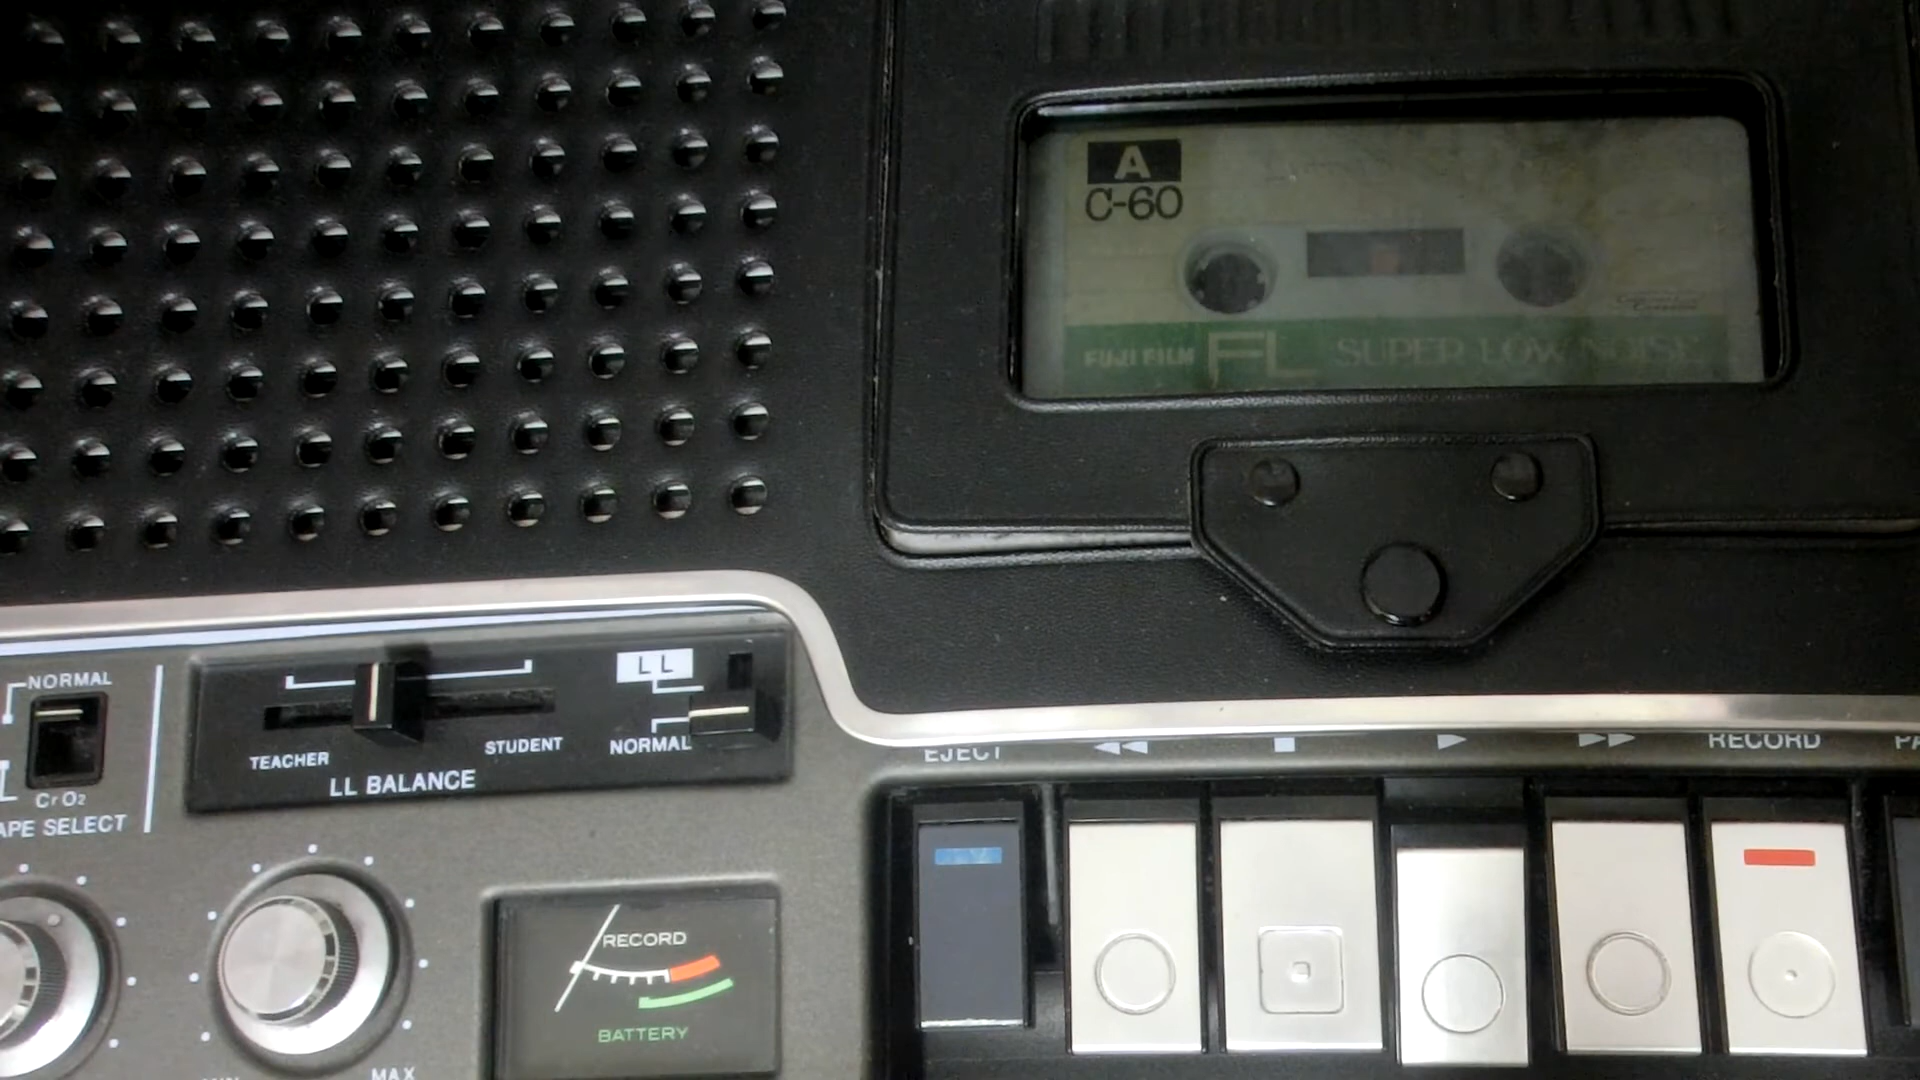 A
C-60
FUJI FILM FL SUPER LOW NOISE
NORMAL
CrO2
APE SELECT
LL
NORMAL
TEACHER
STUDENT
LL BALANCE
EJECT
RECORD
PA
RECORD
BATTERY
MAX